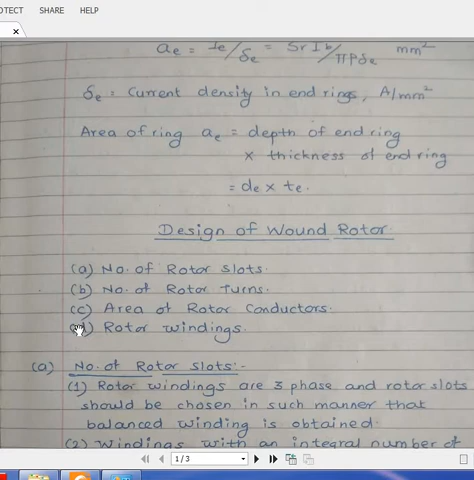 OTECT SHARE HELP
ae = Ie/δe = SrIb/πPδe mm²
δe = Current density in end rings, A/mm²
Area of ring ae = depth of end ring
× thickness of end ring
= de × te.
Design of Wound Rotor
(a) No. of Rotor slots.
(b) No. of Rotor Turns.
(c) Area of Rotor Conductors.
(d) Rotor windings.
(a) No. of Rotor slots:-
(1) Rotor windings are 3 phase and rotor slots
should be chosen in such manner that
balanced winding is obtained.
(2) Windings with an integral number of
1/3